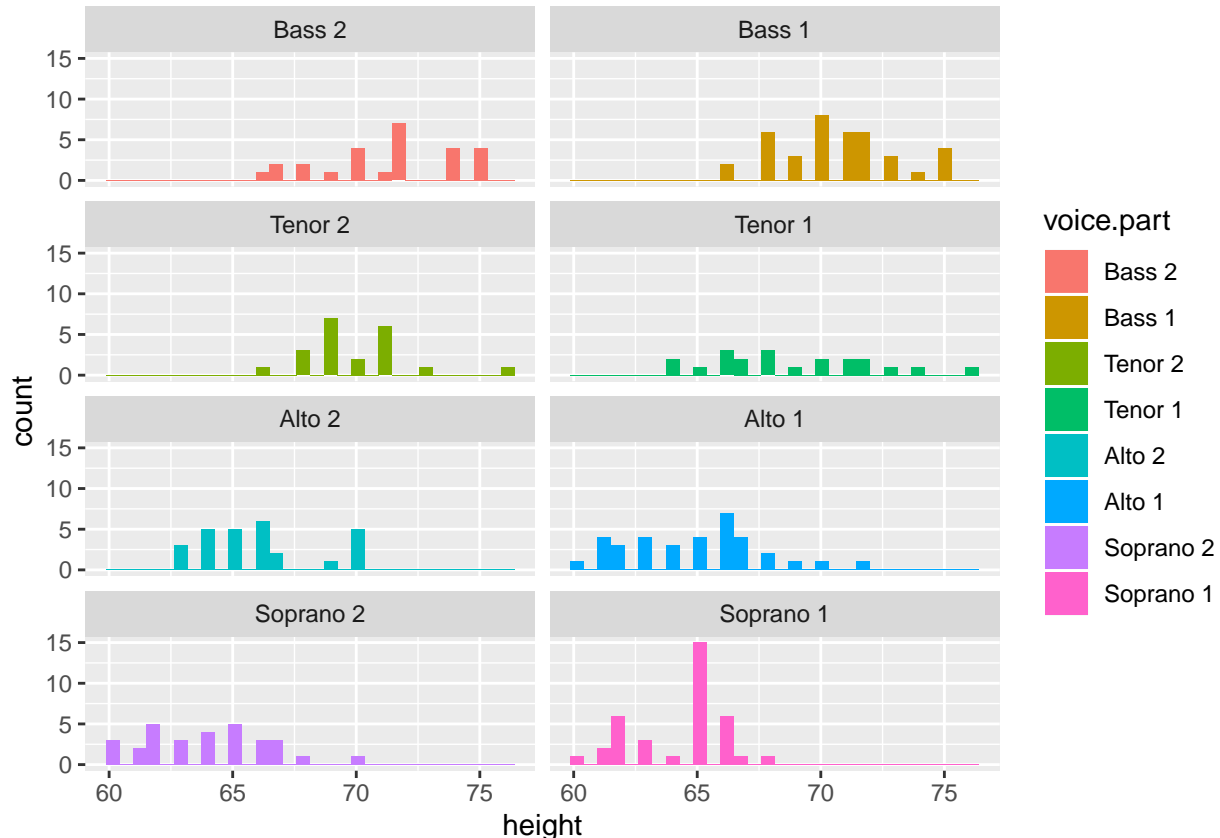 Bass 2
Bass 1
15
10
5
0
Tenor 2
Tenor 1
15
10
5
0
Alto 2
Alto 1
15
10
5
0
Soprano 2
Soprano 1
15
10
5
0
60 65 70 75
60 65 70 75
height
count
voice.part
Bass 2
Bass 1
Tenor 2
Tenor 1
Alto 2
Alto 1
Soprano 2
Soprano 1